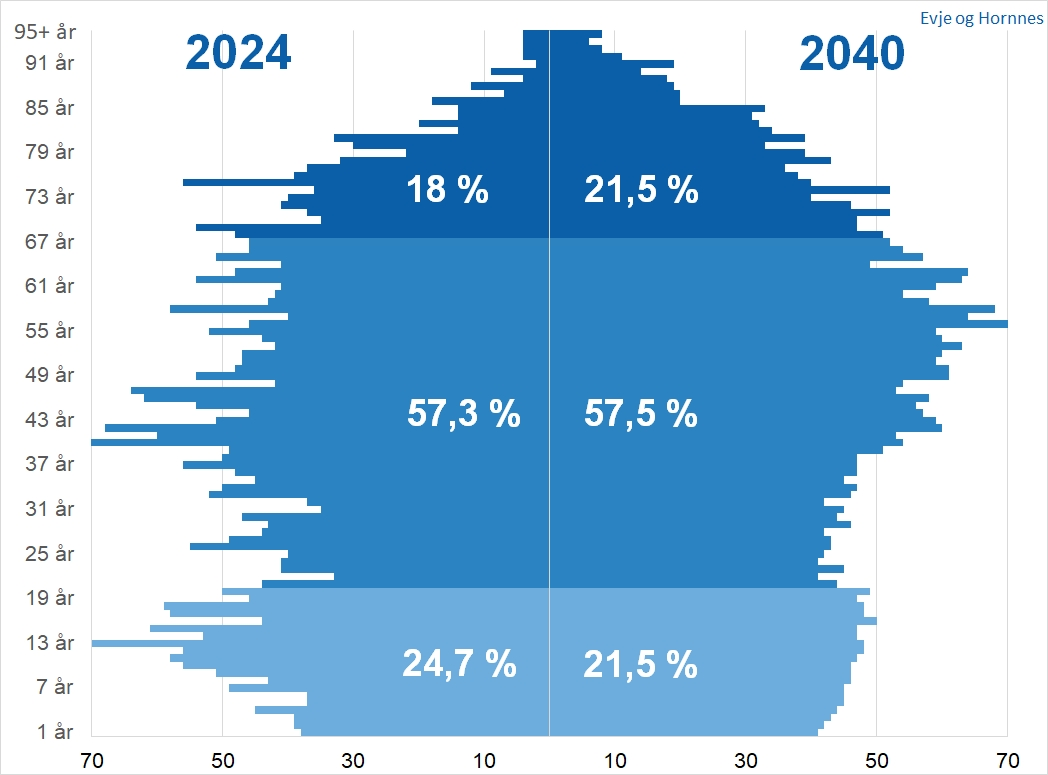 Evje og Hornnes
2024
2040
95+ år
91 år
85 år
79 år
73 år
67 år
61 år
55 år
49 år
43 år
37 år
31 år
25 år
19 år
13 år
7 år
1 år
18 %
21,5 %
57,3 %
57,5 %
24,7 %
21,5 %
70 50 30 10 10 30 50 70